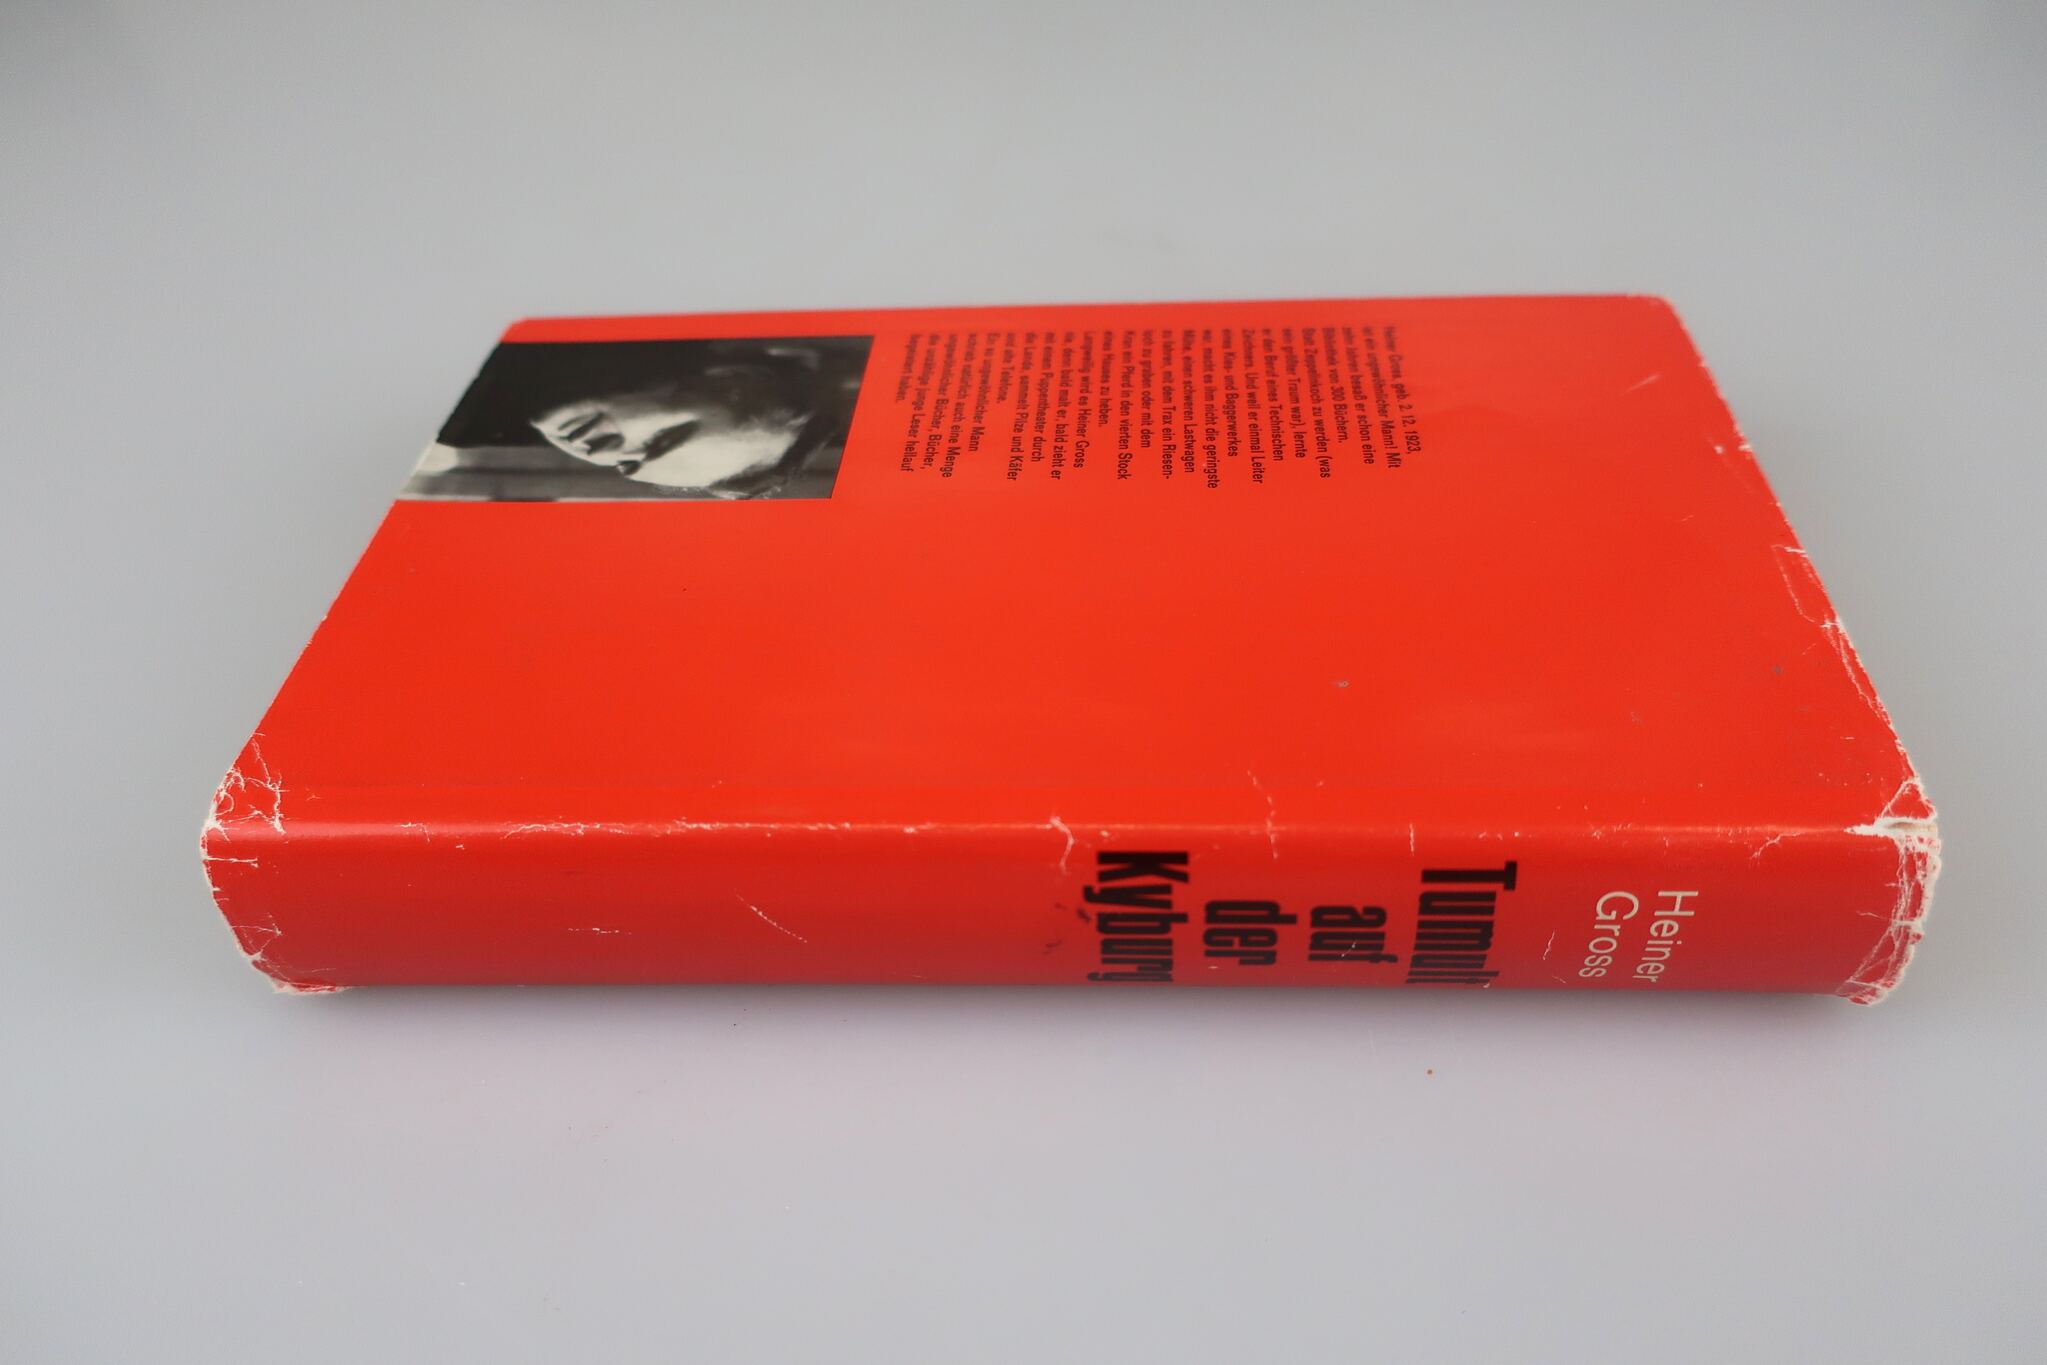 Heiner
Gross
Tumult
auf
der
Kyburg
Heiner Gross, geb. 2. 12. 1923,
ist ein ungewöhnlicher Mann! Mit
zehn Jahren besaß er schon eine
Bibliothek von 300 Büchern.
Statt Zeppelinkoch zu werden (was
sein größter Traum war), lernte
er den Beruf eines Technischen
Zeichners. Und weil er einmal Leiter
eines Kies- und Baggerwerkes
war, macht es ihm nicht die geringste
Mühe, einen schweren Lastwagen
zu fahren, mit dem Trax ein Riesen-
loch zu graben oder mit dem
Kran ein Pferd in den vierten Stock
eines Hauses zu heben.
Langweilig wird es Heiner Gross
nie, denn bald malt er, bald zieht er
mit einem Puppentheater durch
die Lande, sammelt Pilze und Käfer
und alte Telefone.
Ein so ungewöhnlicher Mann
schrieb natürlich auch eine Menge
ungewöhnlicher Bücher, Bücher,
die unzählige junge Leser hellauf
begeistert haben.